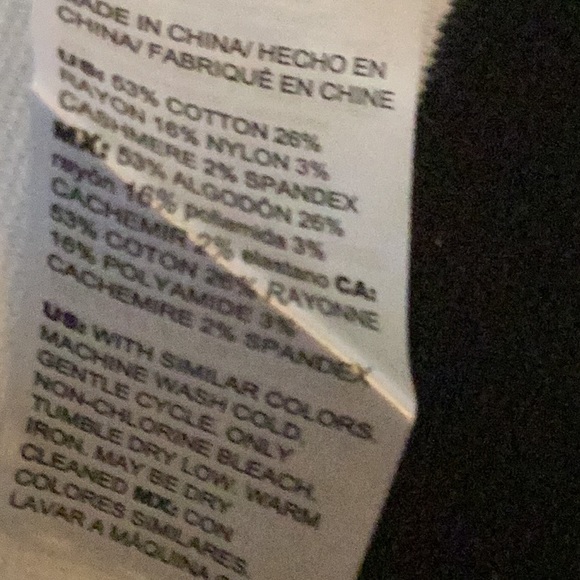 MADE IN CHINA/ HECHO EN
CHINA/ FABRIQUÉ EN CHINE
US: 53% COTTON 26%
RAYON 16% NYLON 3%
CASHMERE 2% SPANDEX
MX: 53% ALGODÓN 26%
rayón 16% poliamida 3%
CACHEMIR 2% elastano CA:
53% COTON 26% RAYONNE
16% POLYAMIDE 3%
CACHEMIRE 2% SPANDEX
US: WITH SIMILAR COLORS.
MACHINE WASH COLD
GENTLE CYCLE. ONLY
NON-CHLORINE BLEACH.
TUMBLE DRY LOW. WARM
IRON. MAY BE DRY
CLEANED MX: CON
COLORES SIMILARES.
LAVAR A MÁQUINA